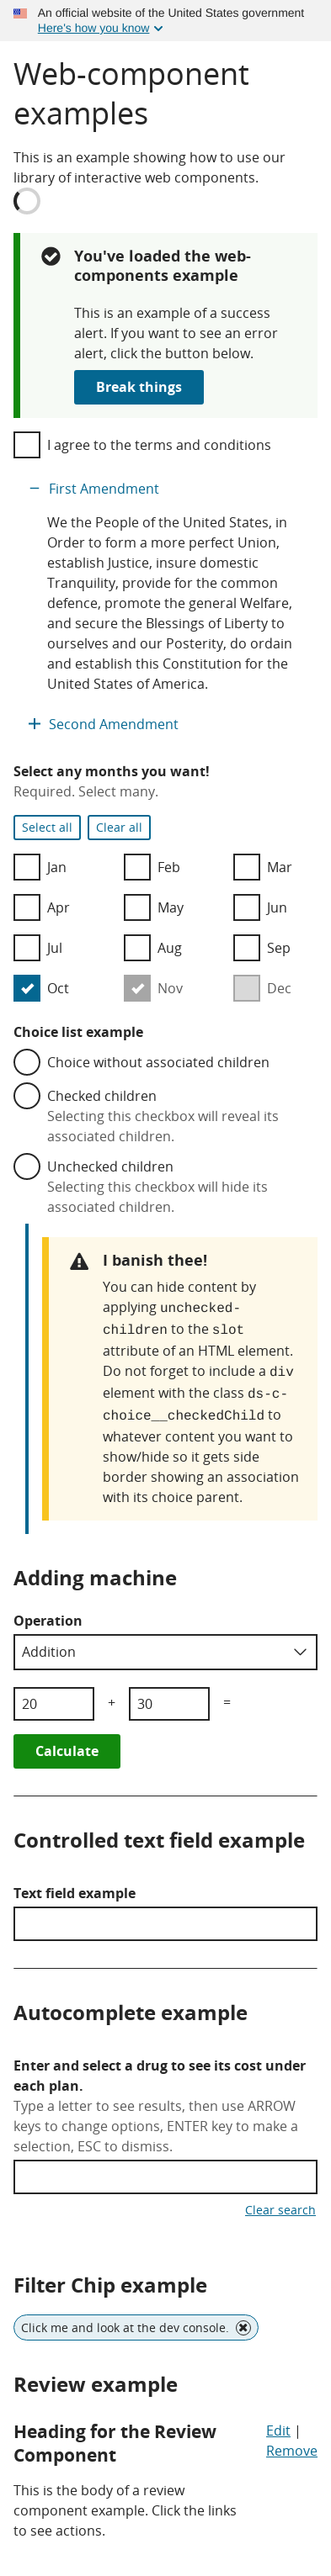 An official website of the United States government
Here's how you know
Web-component
examples
This is an example showing how to use our
library of interactive web components.
You've loaded the web-
components example
This is an example of a success
alert. If you want to see an error
alert, click the button below.
Break things
I agree to the terms and conditions
First Amendment
We the People of the United States, in
Order to form a more perfect Union,
establish Justice, insure domestic
Tranquility, provide for the common
defence, promote the general Welfare,
and secure the Blessings of Liberty to
ourselves and our Posterity, do ordain
and establish this Constitution for the
United States of America.
Second Amendment
Select any months you want!
Required. Select many.
Select all Clear all
Jan Feb Mar
Apr May Jun
Jul Aug Sep
Oct Nov Dec
Choice list example
Choice without associated children
Checked children
Selecting this checkbox will reveal its
associated children.
Unchecked children
Selecting this checkbox will hide its
associated children.
I banish thee!
You can hide content by
applying unchecked-
children to the slot
attribute of an HTML element.
Do not forget to include a div
element with the class ds-c-
choice__checkedChild to
whatever content you want to
show/hide so it gets side
border showing an association
with its choice parent.
Adding machine
Operation
Addition
20 + 30 =
Calculate
Controlled text field example
Text field example
Autocomplete example
Enter and select a drug to see its cost under
each plan.
Type a letter to see results, then use ARROW
keys to change options, ENTER key to make a
selection, ESC to dismiss.
Clear search
Filter Chip example
Click me and look at the dev console.
Review example
Heading for the Review
Component
Edit |
Remove
This is the body of a review
component example. Click the links
to see actions.